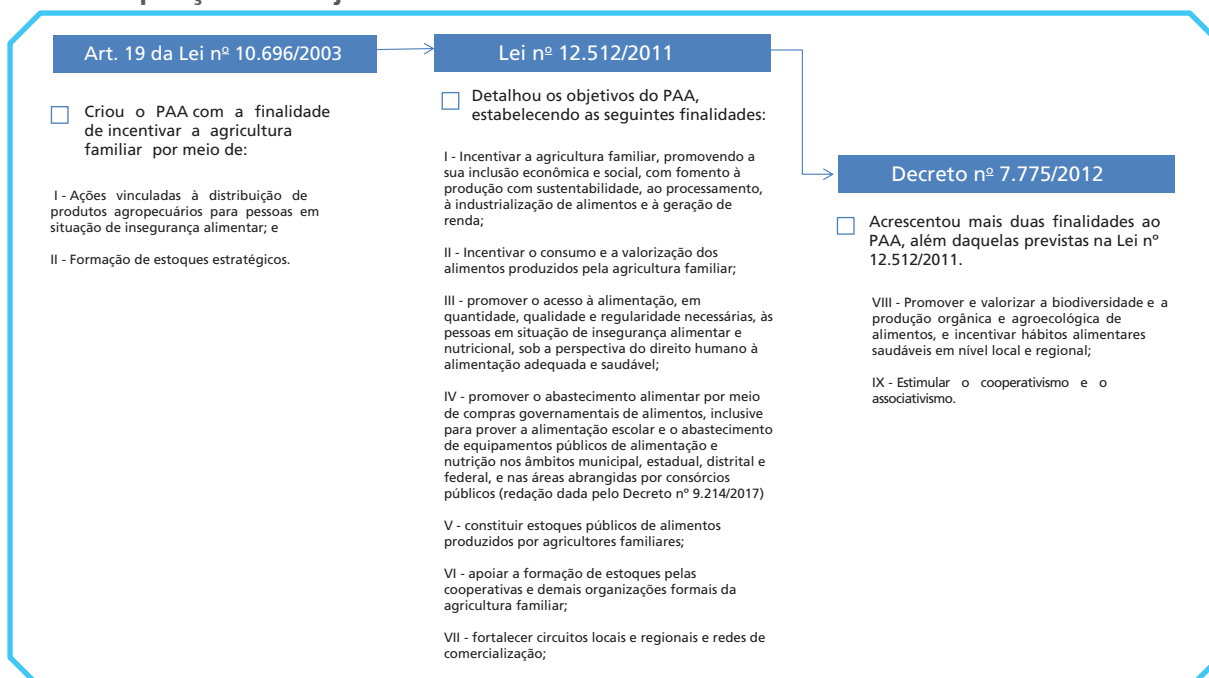 Art. 19 da Lei nº 10.696/2003
Criou o PAA com a finalidade
de incentivar a agricultura
familiar por meio de:
I - Ações vinculadas à distribuição de
produtos agropecuários para pessoas em
situação de insegurança alimentar; e
II - Formação de estoques estratégicos.
Lei nº 12.512/2011
Detalhou os objetivos do PAA,
estabelecendo as seguintes finalidades:
I - Incentivar a agricultura familiar, promovendo a
sua inclusão econômica e social, com fomento à
produção com sustentabilidade, ao processamento,
à industrialização de alimentos e à geração de
renda;
II - Incentivar o consumo e a valorização dos
alimentos produzidos pela agricultura familiar;
III - promover o acesso à alimentação, em
quantidade, qualidade e regularidade necessárias, às
pessoas em situação de insegurança alimentar e
nutricional, sob a perspectiva do direito humano à
alimentação adequada e saudável;
IV - promover o abastecimento alimentar por meio
de compras governamentais de alimentos, inclusive
para prover a alimentação escolar e o abastecimento
de equipamentos públicos de alimentação e
nutrição nos âmbitos municipal, estadual, distrital e
federal, e nas áreas abrangidas por consórcios
públicos (redação dada pelo Decreto nº 9.214/2017)
V - constituir estoques públicos de alimentos
produzidos por agricultores familiares;
VI - apoiar a formação de estoques pelas
cooperativas e demais organizações formais da
agricultura familiar;
VII - fortalecer circuitos locais e regionais e redes de
comercialização;
Decreto nº 7.775/2012
Acrescentou mais duas finalidades ao
PAA, além daquelas previstas na Lei nº
12.512/2011.
VIII - Promover e valorizar a biodiversidade e a
produção orgânica e agroecológica de
alimentos, e incentivar hábitos alimentares
saudáveis em nível local e regional;
IX - Estimular o cooperativismo e o
associativismo.